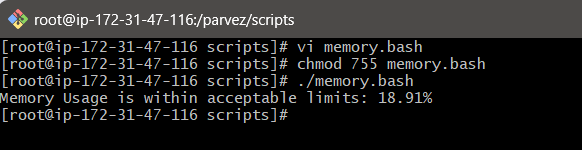 root@ip-172-31-47-116:/parvez/scripts
[root@ip-172-31-47-116 scripts]# vi memory.bash
[root@ip-172-31-47-116 scripts]# chmod 755 memory.bash
[root@ip-172-31-47-116 scripts]# ./memory.bash
Memory Usage is within acceptable limits: 18.91%
[root@ip-172-31-47-116 scripts]#